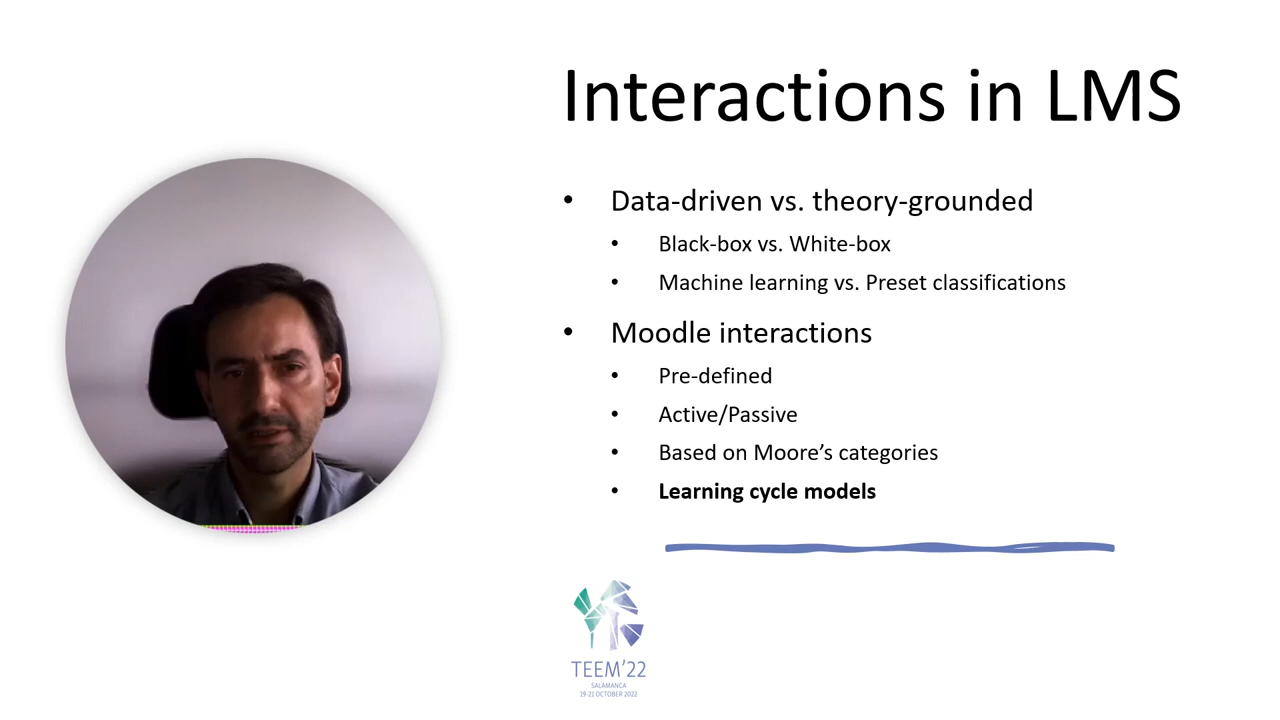 Interactions in LMS
• Data-driven vs. theory-grounded
• Black-box vs. White-box
• Machine learning vs. Preset classifications
• Moodle interactions
• Pre-defined
• Active/Passive
• Based on Moore’s categories
• Learning cycle models
TEEM’22
SALAMANCA
19-21 OCTOBER 2022